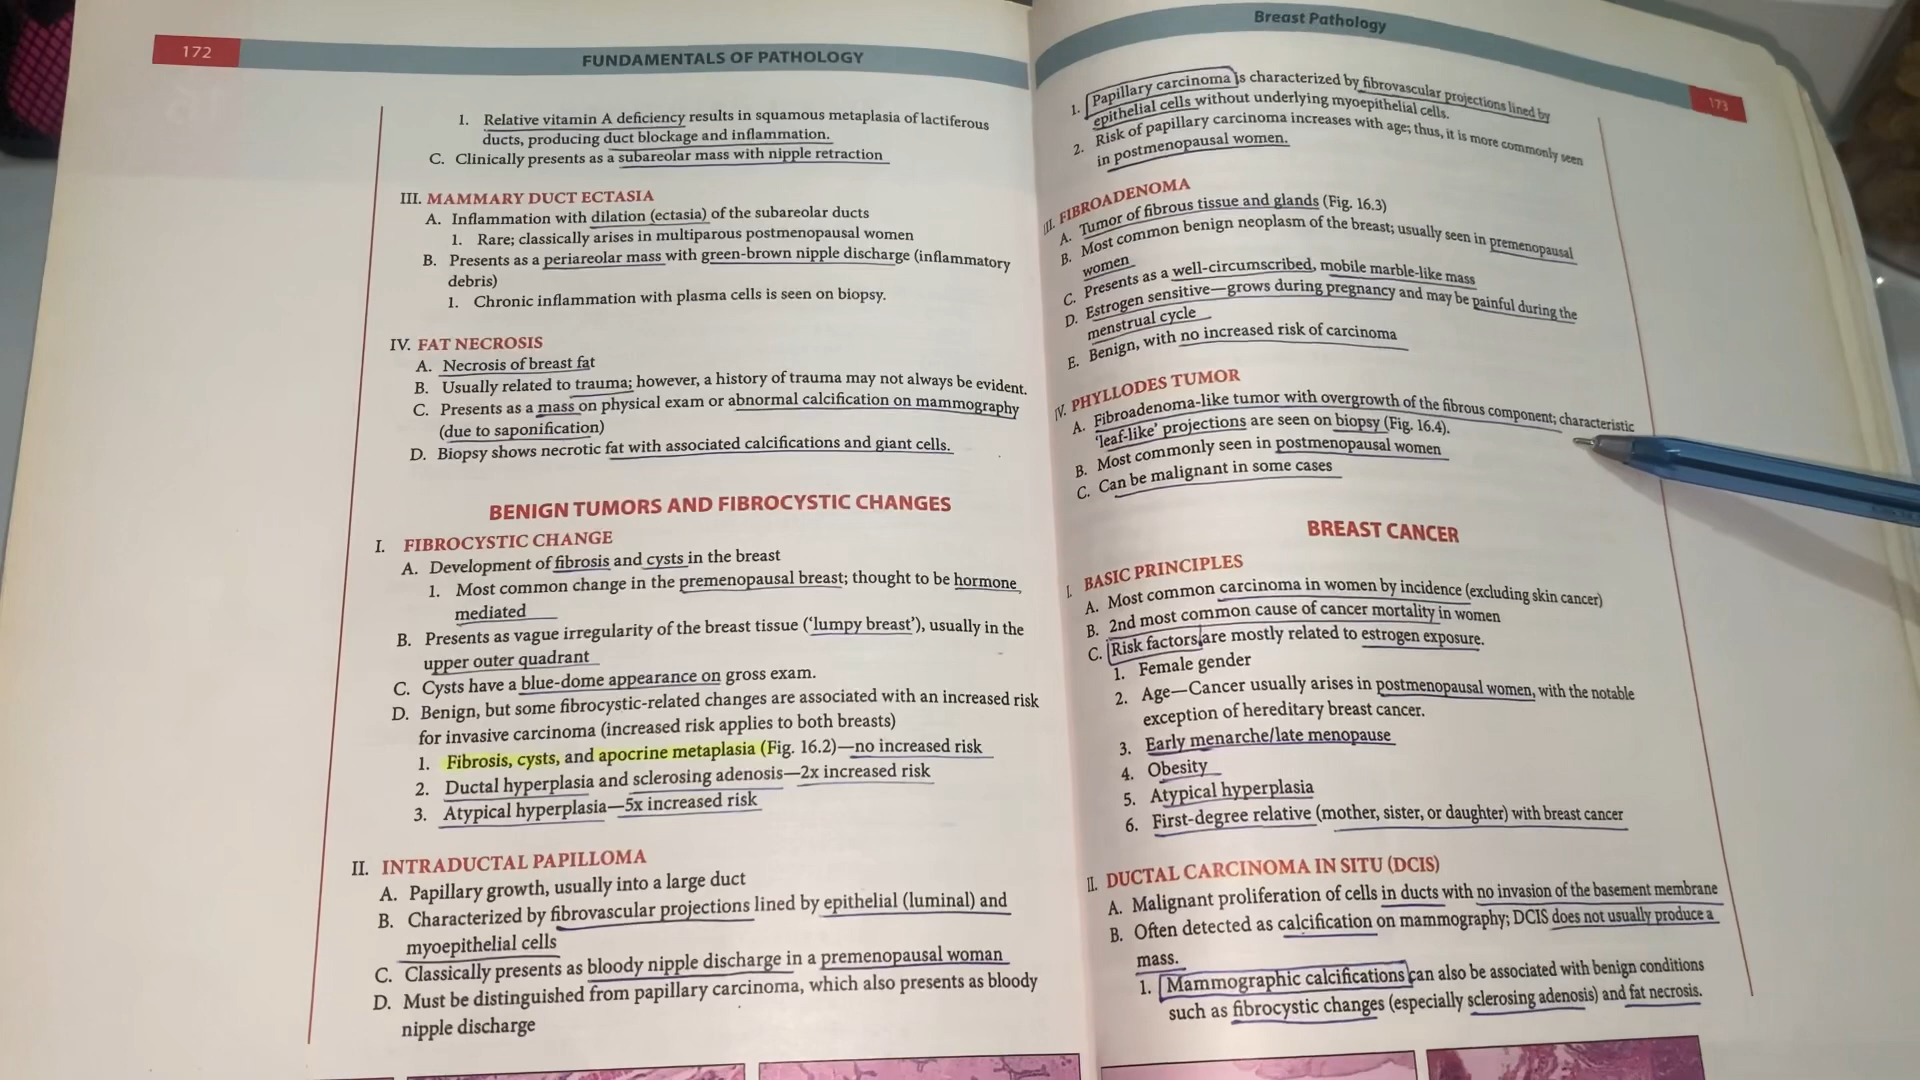 172
FUNDAMENTALS OF PATHOLOGY
1. Relative vitamin A deficiency results in squamous metaplasia of lactiferous
ducts, producing duct blockage and inflammation.
C. Clinically presents as a subareolar mass with nipple retraction
III. MAMMARY DUCT ECTASIA
A. Inflammation with dilation (ectasia) of the subareolar ducts
1. Rare; classically arises in multiparous postmenopausal women
B. Presents as a periareolar mass with green-brown nipple discharge (inflammatory
debris)
1. Chronic inflammation with plasma cells is seen on biopsy.
IV. FAT NECROSIS
A. Necrosis of breast fat
B. Usually related to trauma; however, a history of trauma may not always be evident.
C. Presents as a mass on physical exam or abnormal calcification on mammography
(due to saponification)
D. Biopsy shows necrotic fat with associated calcifications and giant cells.
BENIGN TUMORS AND FIBROCYSTIC CHANGES
I. FIBROCYSTIC CHANGE
A. Development of fibrosis and cysts in the breast
1. Most common change in the premenopausal breast; thought to be hormone
mediated
B. Presents as vague irregularity of the breast tissue ('lumpy breast'), usually in the
upper outer quadrant
C. Cysts have a blue-dome appearance on gross exam.
D. Benign, but some fibrocystic-related changes are associated with an increased risk
for invasive carcinoma (increased risk applies to both breasts)
1. Fibrosis, cysts, and apocrine metaplasia (Fig. 16.2)—no increased risk
2. Ductal hyperplasia and sclerosing adenosis—2x increased risk
3. Atypical hyperplasia—5x increased risk
II. INTRADUCTAL PAPILLOMA
A. Papillary growth, usually into a large duct
B. Characterized by fibrovascular projections lined by epithelial (luminal) and
myoepithelial cells
C. Classically presents as bloody nipple discharge in a premenopausal woman
D. Must be distinguished from papillary carcinoma, which also presents as bloody
nipple discharge
Breast Pathology
173
1. Papillary carcinoma is characterized by fibrovascular projections lined by
epithelial cells without underlying myoepithelial cells.
2. Risk of papillary carcinoma increases with age; thus, it is more commonly seen
in postmenopausal women.
III. FIBROADENOMA
A. Tumor of fibrous tissue and glands (Fig. 16.3)
B. Most common benign neoplasm of the breast; usually seen in premenopausal
women
C. Presents as a well-circumscribed, mobile marble-like mass
D. Estrogen sensitive—grows during pregnancy and may be painful during the
menstrual cycle
E. Benign, with no increased risk of carcinoma
IV. PHYLLODES TUMOR
A. Fibroadenoma-like tumor with overgrowth of the fibrous component; characteristic
'leaf-like' projections are seen on biopsy (Fig. 16.4).
B. Most commonly seen in postmenopausal women
C. Can be malignant in some cases
BREAST CANCER
I. BASIC PRINCIPLES
A. Most common carcinoma in women by incidence (excluding skin cancer)
B. 2nd most common cause of cancer mortality in women
C. Risk factors are mostly related to estrogen exposure.
1. Female gender
2. Age—Cancer usually arises in postmenopausal women, with the notable
exception of hereditary breast cancer.
3. Early menarche/late menopause
4. Obesity
5. Atypical hyperplasia
6. First-degree relative (mother, sister, or daughter) with breast cancer
II. DUCTAL CARCINOMA IN SITU (DCIS)
A. Malignant proliferation of cells in ducts with no invasion of the basement membrane
B. Often detected as calcification on mammography; DCIS does not usually produce a
mass.
1. Mammographic calcifications can also be associated with benign conditions
such as fibrocystic changes (especially sclerosing adenosis) and fat necrosis.